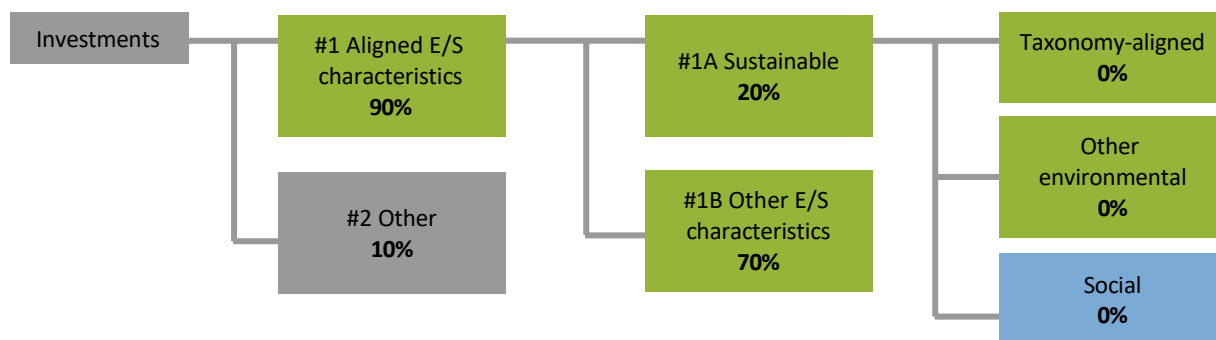 Investments
#1 Aligned E/S
characteristics
90%
#2 Other
10%
#1A Sustainable
20%
#1B Other E/S
characteristics
70%
Taxonomy-aligned
0%
Other
environmental
0%
Social
0%